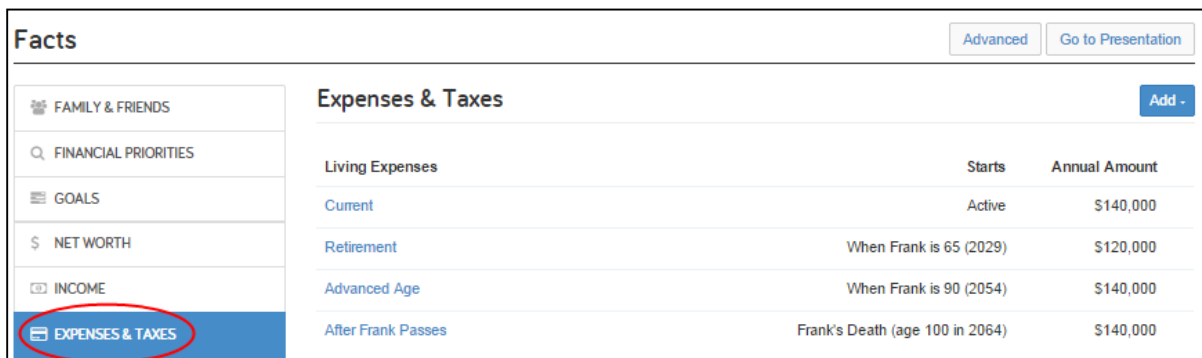 Facts
Advanced
Go to Presentation
FAMILY & FRIENDS
FINANCIAL PRIORITIES
GOALS
$ NET WORTH
INCOME
EXPENSES & TAXES
Expenses & Taxes
Add -
Living Expenses Starts Annual Amount
Current Active $140,000
Retirement When Frank is 65 (2029) $120,000
Advanced Age When Frank is 90 (2054) $140,000
After Frank Passes Frank's Death (age 100 in 2064) $140,000